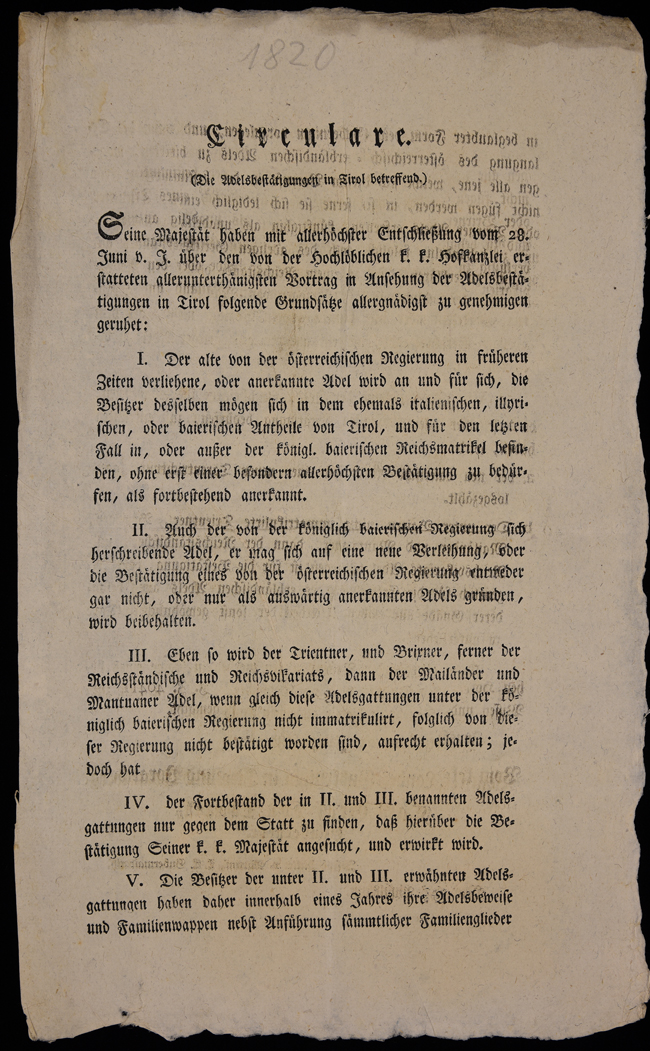 1820
Circulare.
(Die Adelsbestätigungen in Tirol betreffend.)
Seine Majestät haben mit allerhöchster Entschließung vom 28.
Juni v. J. über den von der Hochlöblichen k. k. Hofkanzlei er-
statteten allerunterthänigsten Vortrag in Ansehung der Adelsbestä-
tigungen in Tirol folgende Grundsätze allergnädigst zu genehmigen
geruhet:
I. Der alte von der österreichischen Regierung in früheren
Zeiten verliehene, oder anerkannte Adel wird an und für sich, die
Besitzer desselben mögen sich in dem ehemals italienischen, illyri-
schen, oder baierischen Antheile von Tirol, und für den letzten
Fall in, oder außer der königl. baierischen Reichsmatrikel befin-
den, ohne erst einer besondern allerhöchsten Bestätigung zu bedür-
fen, als fortbestehend anerkannt.
II. Auch der von der königlich baierischen Regierung sich
herschreibende Adel, er mag sich auf eine neue Verleihung, oder
die Bestätigung eines von der österreichischen Regierung entweder
gar nicht, oder nur als auswärtig anerkannten Adels gründen,
wird beibehalten.
III. Eben so wird der Trientner, und Brixner, ferner der
Reichsständische und Reichsvikariats, dann der Mailänder und
Mantuaner Adel, wenn gleich diese Adelsgattungen unter der kö-
niglich baierischen Regierung nicht immatrikulirt, folglich von die-
ser Regierung nicht bestätigt worden sind, aufrecht erhalten; je-
doch hat
IV. der Fortbestand der in II. und III. benannten Adels-
gattungen nur gegen dem Statt zu finden, daß hierüber die Be-
stätigung Seiner k. k. Majestät angesucht, und erwirkt wird.
V. Die Besitzer der unter II. und III. erwähnten Adels-
gattungen haben daher innerhalb eines Jahres ihre Adelsbeweise
und Familienwappen nebst Anführung sämmtlicher Familienglieder